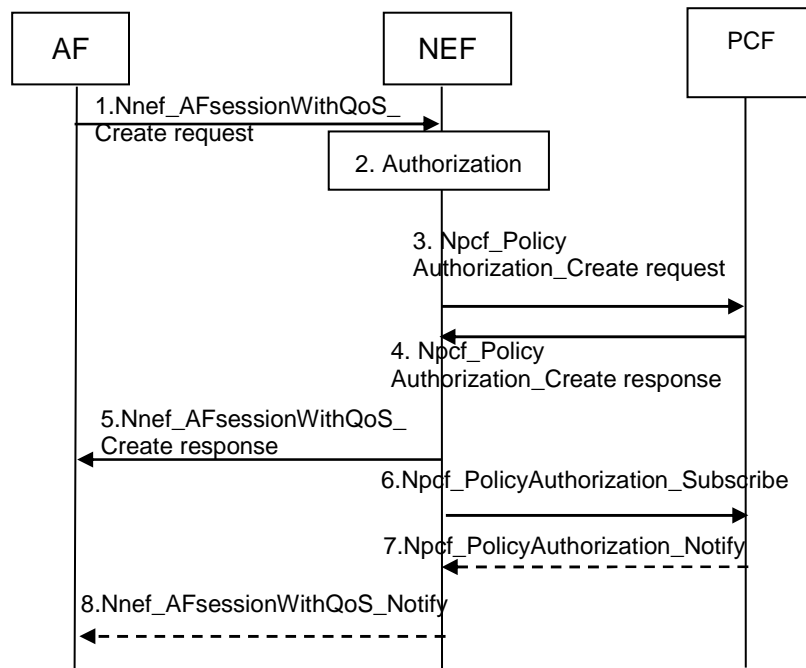 AF
NEF
PCF
1.Nnef_AFsessionWithQoS_
Create request
2. Authorization
3. Npcf_Policy
Authorization_Create request
4. Npcf_Policy
Authorization_Create response
5.Nnef_AFsessionWithQoS_
Create response
6.Npcf_PolicyAuthorization_Subscribe
7.Npcf_PolicyAuthorization_Notify
8.Nnef_AFsessionWithQoS_Notify